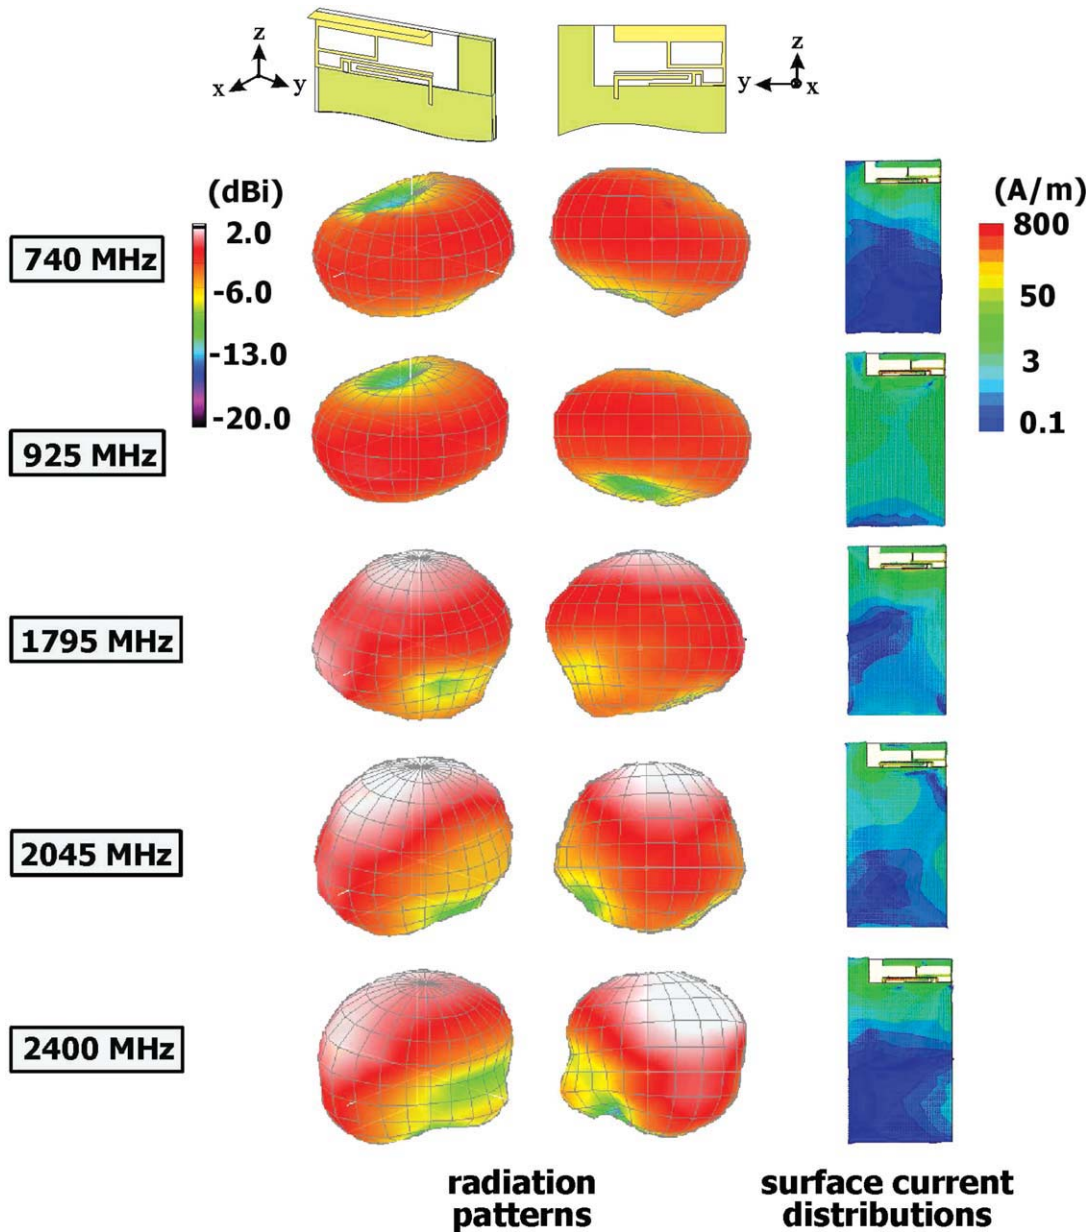 z
x
y
z
y
x
(dBi)
2.0
-6.0
-13.0
-20.0
(A/m)
800
50
3
0.1
740 MHz
925 MHz
1795 MHz
2045 MHz
2400 MHz
radiation
patterns
surface current
distributions